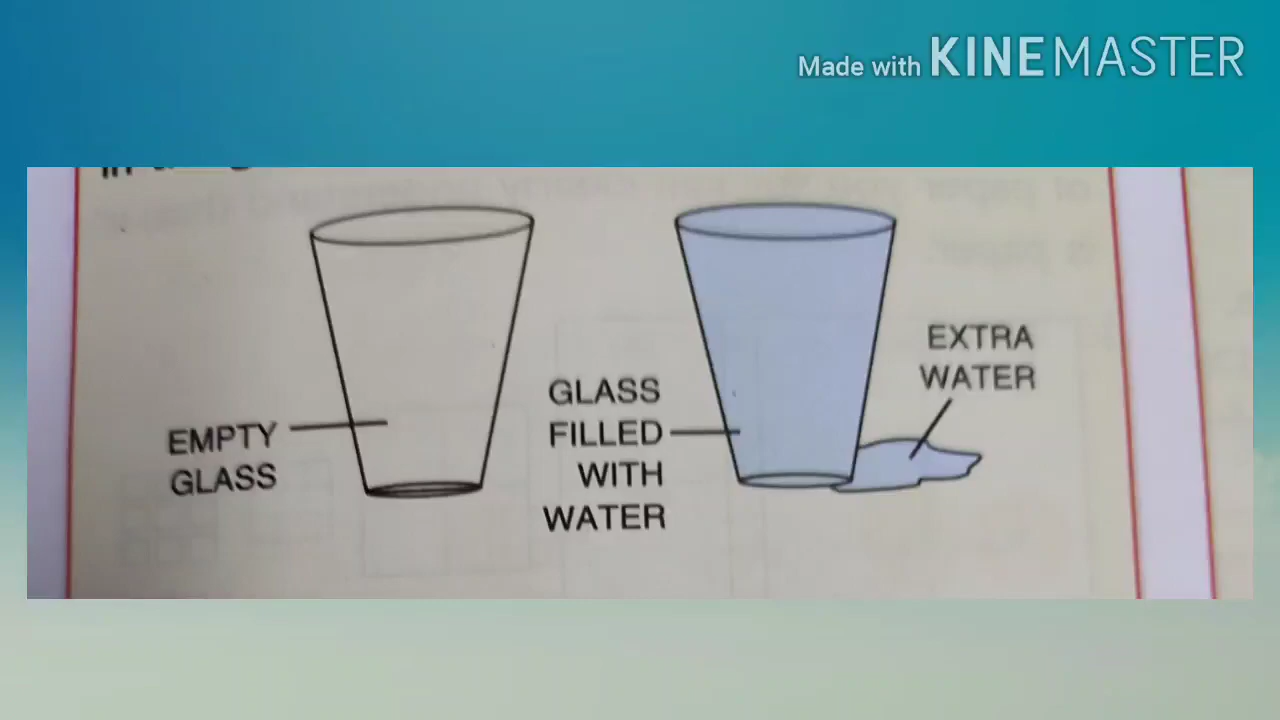 Made with KINEMASTER
EMPTY
GLASS
GLASS
FILLED
WITH
WATER
EXTRA
WATER